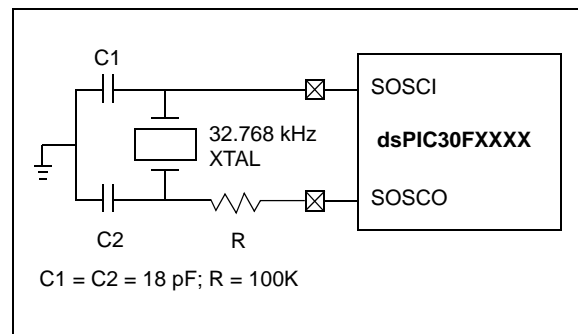 C1
SOSCI
32.768 kHz
XTAL
dsPIC30FXXXX
SOSCO
C2
R
C1 = C2 = 18 pF; R = 100K